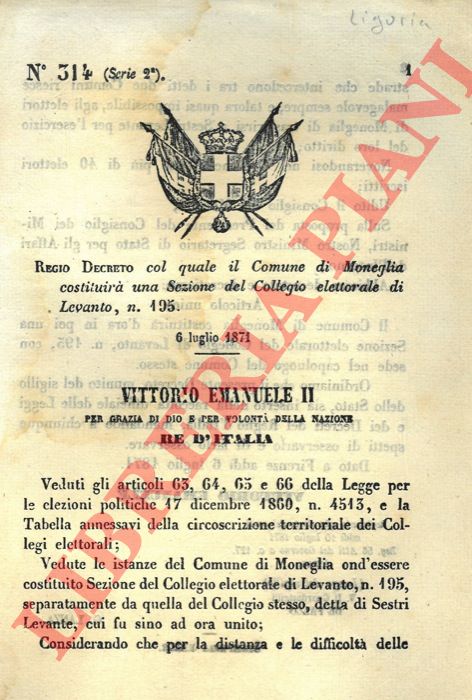 Liguria
N° 314 (Serie 2ª).
1
REGIO DECRETO col quale il Comune di Moneglia
costituirà una Sezione del Collegio elettorale di
Levanto, n. 195.
6 luglio 1871
VITTORIO EMANUELE II
PER GRAZIA DI DIO E PER VOLONTÀ DELLA NAZIONE
RE D'ITALIA
Veduti gli articoli 63, 64, 65 e 66 della Legge per
le elezioni politiche 17 dicembre 1860, n. 4513, e la
Tabella annessavi della circoscrizione territoriale dei Col-
legi elettorali;
Vedute le istanze del Comune di Moneglia ond'essere
costituito Sezione del Collegio elettorale di Levanto, n. 195,
separatamente da quella del Collegio stesso, detta di Sestri
Levante, cui fu sino ad ora unito;
Considerando che per la distanza e le difficoltà delle
LIBRERIA PIANI